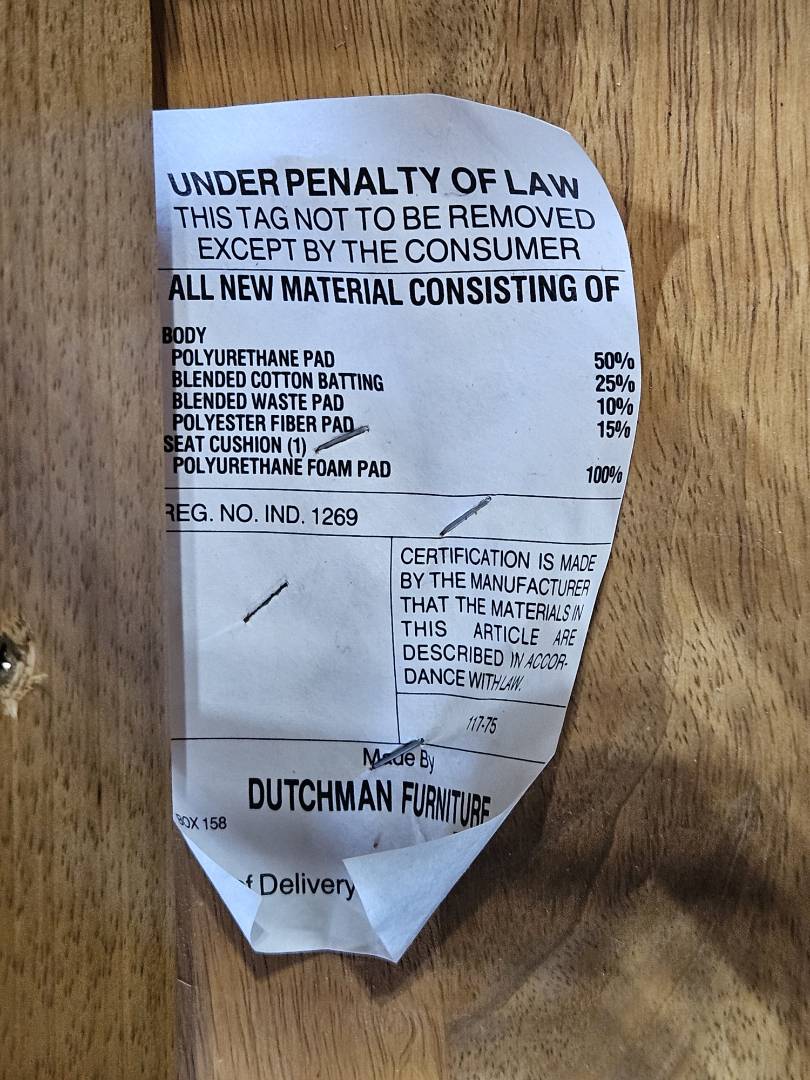 UNDER PENALTY OF LAW
THIS TAG NOT TO BE REMOVED
EXCEPT BY THE CONSUMER
ALL NEW MATERIAL CONSISTING OF
BODY
POLYURETHANE PAD 50%
BLENDED COTTON BATTING 25%
BLENDED WASTE PAD 10%
POLYESTER FIBER PAD 15%
SEAT CUSHION (1)
POLYURETHANE FOAM PAD 100%
REG. NO. IND. 1269
CERTIFICATION IS MADE
BY THE MANUFACTURER
THAT THE MATERIALS IN
THIS ARTICLE ARE
DESCRIBED IN ACCOR-
DANCE WITH LAW.
117-75
Made By
DUTCHMAN FURNITURE
BOX 158
of Delivery